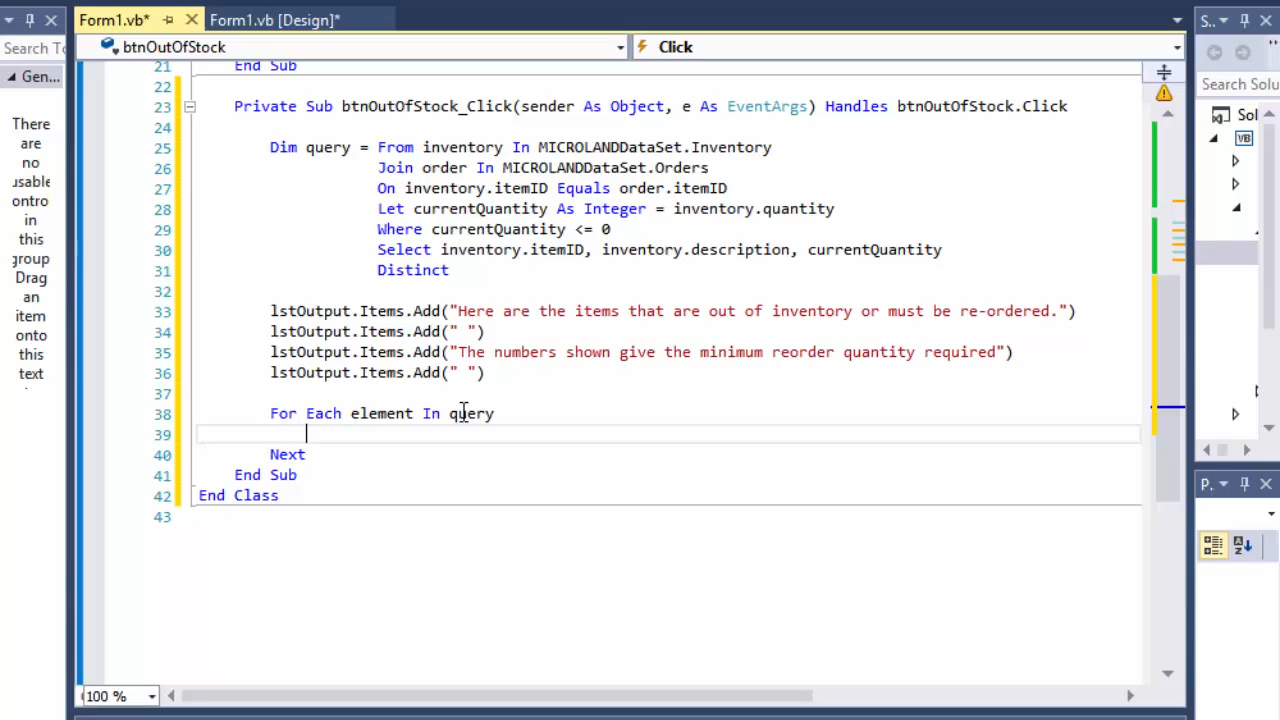 Form1.vb*
Form1.vb [Design]*
S..
Search To
btnOutOfStock
Click
Gen...
Search Solu
There
are
no
usable
ontro
in
this
group
Drag
an
item
onto
this
text
Sol
VB
21 End Sub
22
23 Private Sub btnOutOfStock_Click(sender As Object, e As EventArgs) Handles btnOutOfStock.Click
24
25 Dim query = From inventory In MICROLANDDataSet.Inventory
26 Join order In MICROLANDDataSet.Orders
27 On inventory.itemID Equals order.itemID
28 Let currentQuantity As Integer = inventory.quantity
29 Where currentQuantity <= 0
30 Select inventory.itemID, inventory.description, currentQuantity
31 Distinct
32
33 lstOutput.Items.Add("Here are the items that are out of inventory or must be re-ordered.")
34 lstOutput.Items.Add(" ")
35 lstOutput.Items.Add("The numbers shown give the minimum reorder quantity required")
36 lstOutput.Items.Add(" ")
37
38 For Each element In query
39
40 Next
41 End Sub
42 End Class
43
P..
100 %